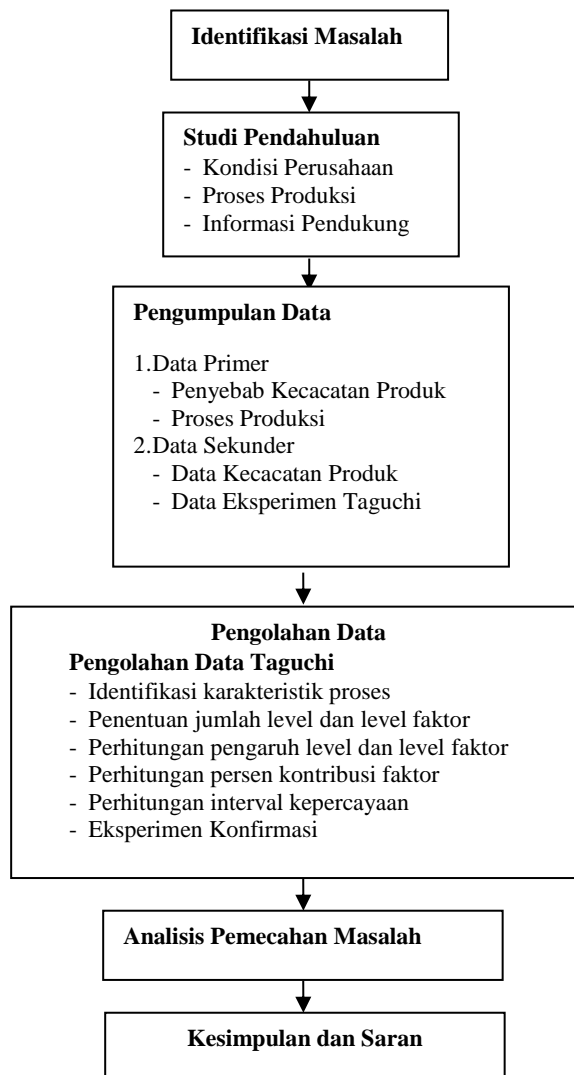 Identifikasi Masalah
Studi Pendahuluan
- Kondisi Perusahaan
- Proses Produksi
- Informasi Pendukung
Pengumpulan Data
1.Data Primer
- Penyebab Kecacatan Produk
- Proses Produksi
2.Data Sekunder
- Data Kecacatan Produk
- Data Eksperimen Taguchi
Pengolahan Data
Pengolahan Data Taguchi
- Identifikasi karakteristik proses
- Penentuan jumlah level dan level faktor
- Perhitungan pengaruh level dan level faktor
- Perhitungan persen kontribusi faktor
- Perhitungan interval kepercayaan
- Eksperimen Konfirmasi
Analisis Pemecahan Masalah
Kesimpulan dan Saran